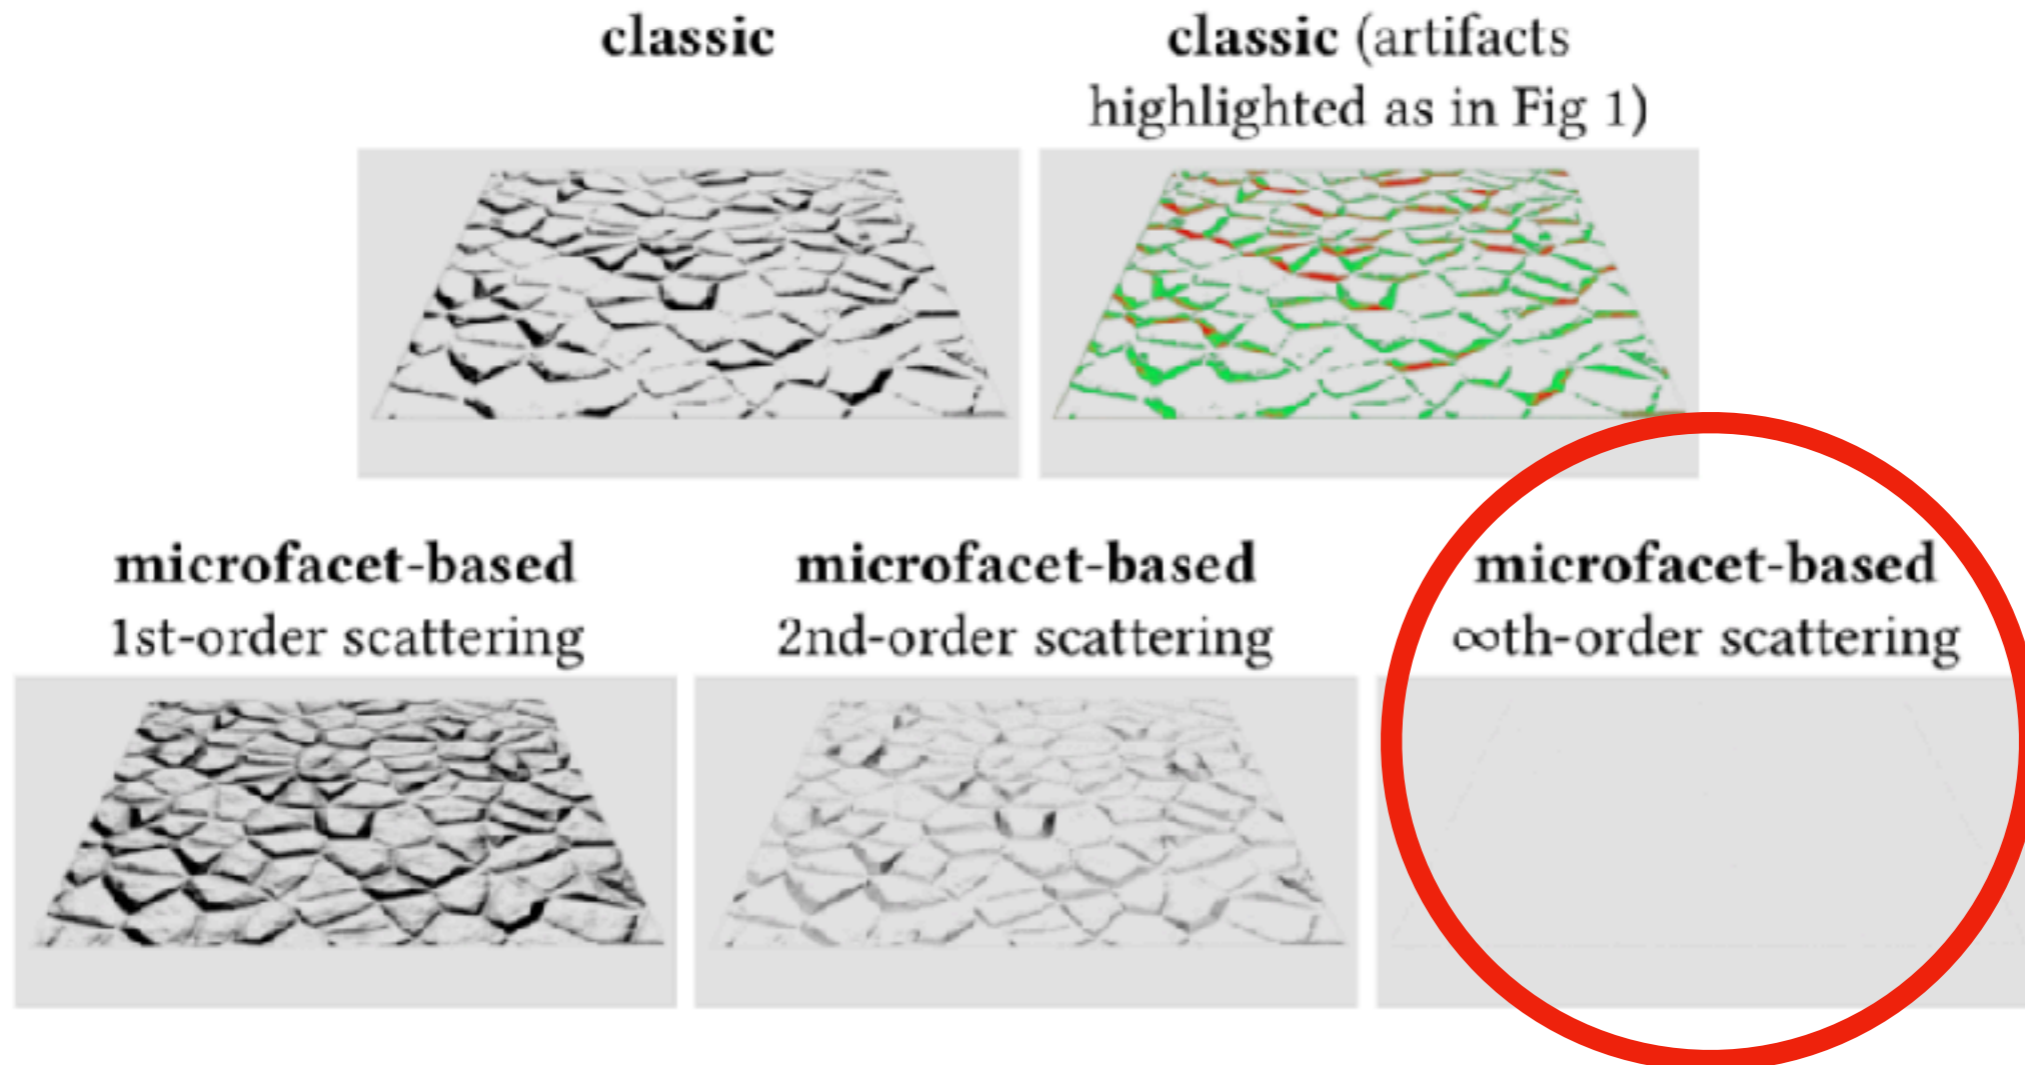 classic
classic (artifacts
highlighted as in Fig 1)
microfacet-based
1st-order scattering
microfacet-based
2nd-order scattering
microfacet-based
∞th-order scattering